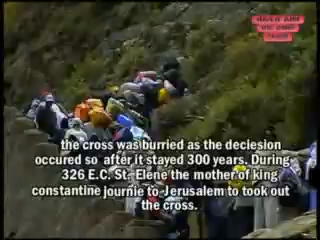 the cross was burried as the deciesion
occured so after it stayed 300 years. During
326 E.C. St. Elene the mother of king
constantine journie to Jerusalem to took out
the cross.